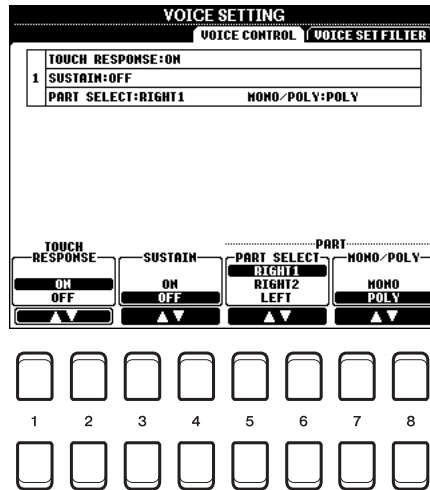 VOICE SETTING
VOICE CONTROL VOICE SET FILTER
TOUCH RESPONSE:ON
1 SUSTAIN:OFF
PART SELECT:RIGHT1 MONO/POLY:POLY
PART
TOUCH RESPONSE SUSTAIN PART SELECT MONO/POLY
RIGHT1
ON ON RIGHT2 MONO
OFF OFF LEFT POLY
1 2 3 4 5 6 7 8